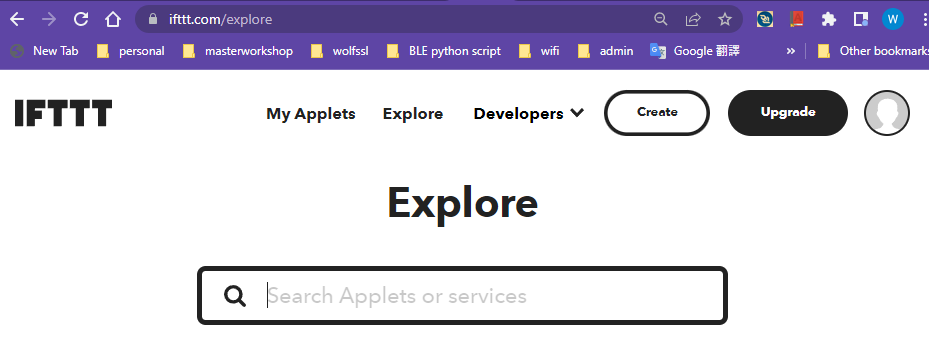 ifttt.com/explore
W
New Tab personal masterworkshop wolfssl BLE python script wifi admin Google 翻譯 » Other bookmarks
IFTTT My Applets Explore Developers Create Upgrade
Explore
Search Applets or services